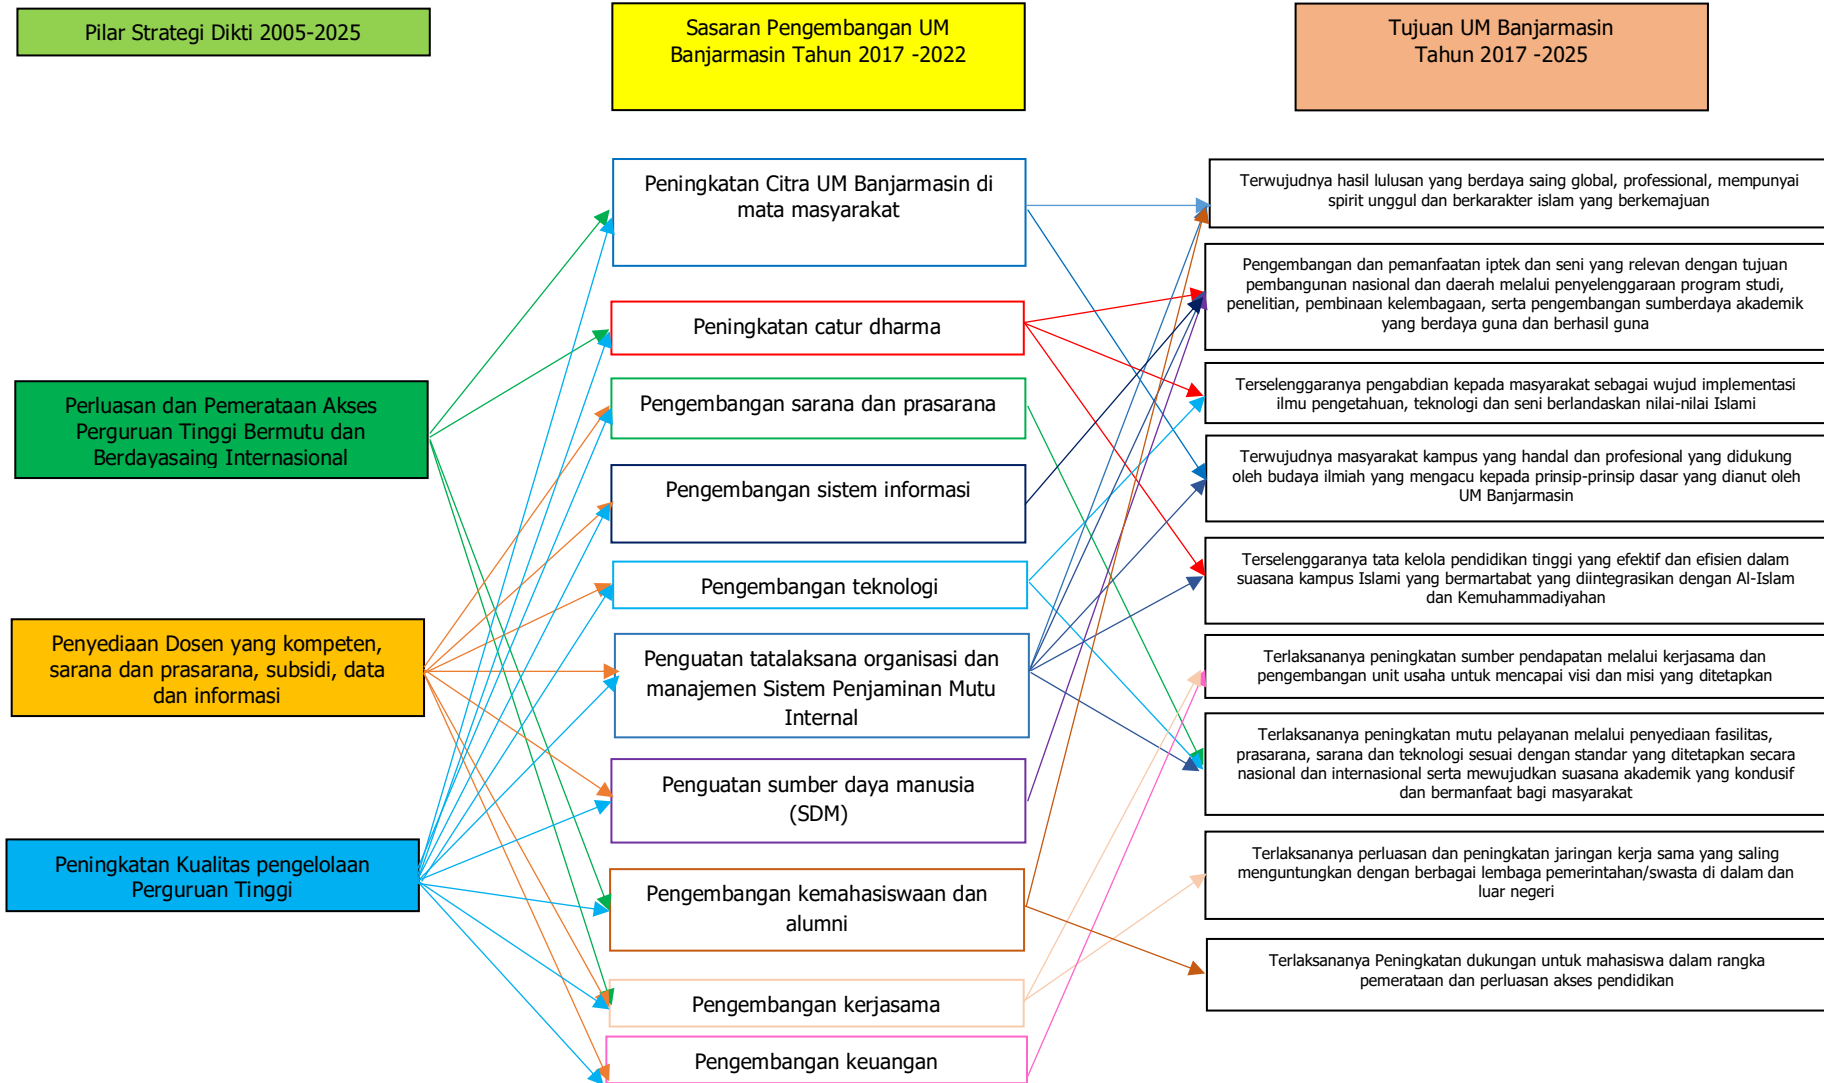 Pilar Strategi Dikti 2005-2025
Sasaran Pengembangan UM
Banjarmasin Tahun 2017 -2022
Tujuan UM Banjarmasin
Tahun 2017 -2025
Perluasan dan Pemerataan Akses
Perguruan Tinggi Bermutu dan
Berdayasaing Internasional
Penyediaan Dosen yang kompeten,
sarana dan prasarana, subsidi, data
dan informasi
Peningkatan Kualitas pengelolaan
Perguruan Tinggi
Peningkatan Citra UM Banjarmasin di
mata masyarakat
Peningkatan catur dharma
Pengembangan sarana dan prasarana
Pengembangan sistem informasi
Pengembangan teknologi
Penguatan tatalaksana organisasi dan
manajemen Sistem Penjaminan Mutu
Internal
Penguatan sumber daya manusia
(SDM)
Pengembangan kemahasiswaan dan
alumni
Pengembangan kerjasama
Pengembangan keuangan
Terwujudnya hasil lulusan yang berdaya saing global, professional, mempunyai
spirit unggul dan berkarakter islam yang berkemajuan
Pengembangan dan pemanfaatan iptek dan seni yang relevan dengan tujuan
pembangunan nasional dan daerah melalui penyelenggaraan program studi,
penelitian, pembinaan kelembagaan, serta pengembangan sumberdaya akademik
yang berdaya guna dan berhasil guna
Terselenggaranya pengabdian kepada masyarakat sebagai wujud implementasi
ilmu pengetahuan, teknologi dan seni berlandaskan nilai-nilai Islami
Terwujudnya masyarakat kampus yang handal dan profesional yang didukung
oleh budaya ilmiah yang mengacu kepada prinsip-prinsip dasar yang dianut oleh
UM Banjarmasin
Terselenggaranya tata kelola pendidikan tinggi yang efektif dan efisien dalam
suasana kampus Islami yang bermartabat yang diintegrasikan dengan Al-Islam
dan Kemuhammadiyahan
Terlaksananya peningkatan sumber pendapatan melalui kerjasama dan
pengembangan unit usaha untuk mencapai visi dan misi yang ditetapkan
Terlaksananya peningkatan mutu pelayanan melalui penyediaan fasilitas,
prasarana, sarana dan teknologi sesuai dengan standar yang ditetapkan secara
nasional dan internasional serta mewujudkan suasana akademik yang kondusif
dan bermanfaat bagi masyarakat
Terlaksananya perluasan dan peningkatan jaringan kerja sama yang saling
menguntungkan dengan berbagai lembaga pemerintahan/swasta di dalam dan
luar negeri
Terlaksananya Peningkatan dukungan untuk mahasiswa dalam rangka
pemerataan dan perluasan akses pendidikan